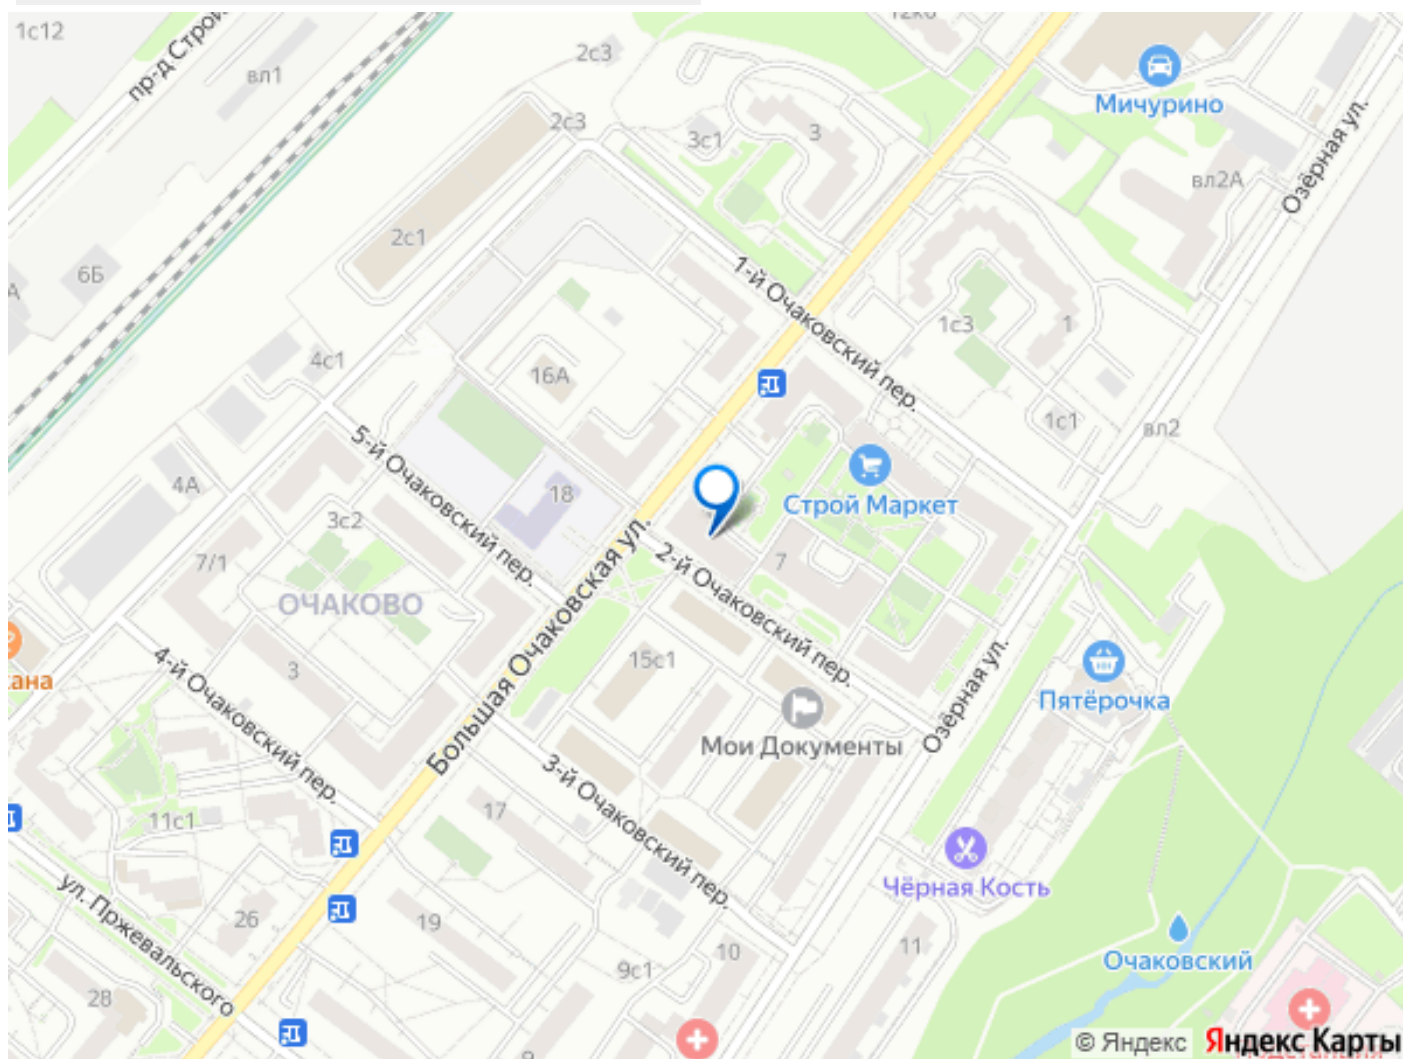 1с12
пр-д Строи
вл1
2с3
12к6
Мичурино
2с3
3с1
3
вл2А
Озёрная ул.
2с1
6Б
А
1-й Очаковский пер.
1с3
1
4с1
16А
1с1
вл2
5-й Очаковский пер.
4А
18
Строй Маркет
3с2
7/1
2-й Очаковский пер.
7
ОЧАКОВО
Большая Очаковская ул.
15с1
3
ана
4-й Очаковский пер.
Озёрная ул.
Пятёрочка
Мои Документы
3-й Очаковский пер.
17
11с1
Чёрная Кость
ул. Пржевальского
26
19
10
11
9с1
28
Очаковский
9
© Яндекс
Яндекс Карты